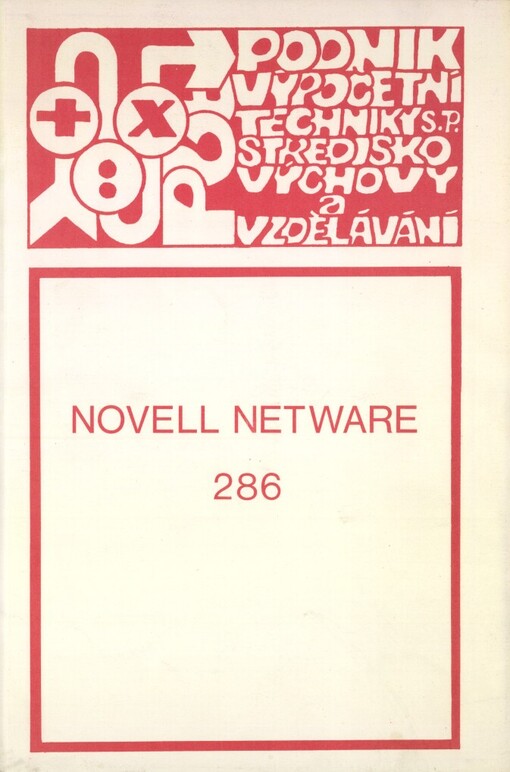 PODNIK
VÝPOČETNÍ
TECHNIKY S.P.
STŘEDISKO
VÝCHOVY
a
VZDĚLÁVÁNÍ
NOVELL NETWARE
286